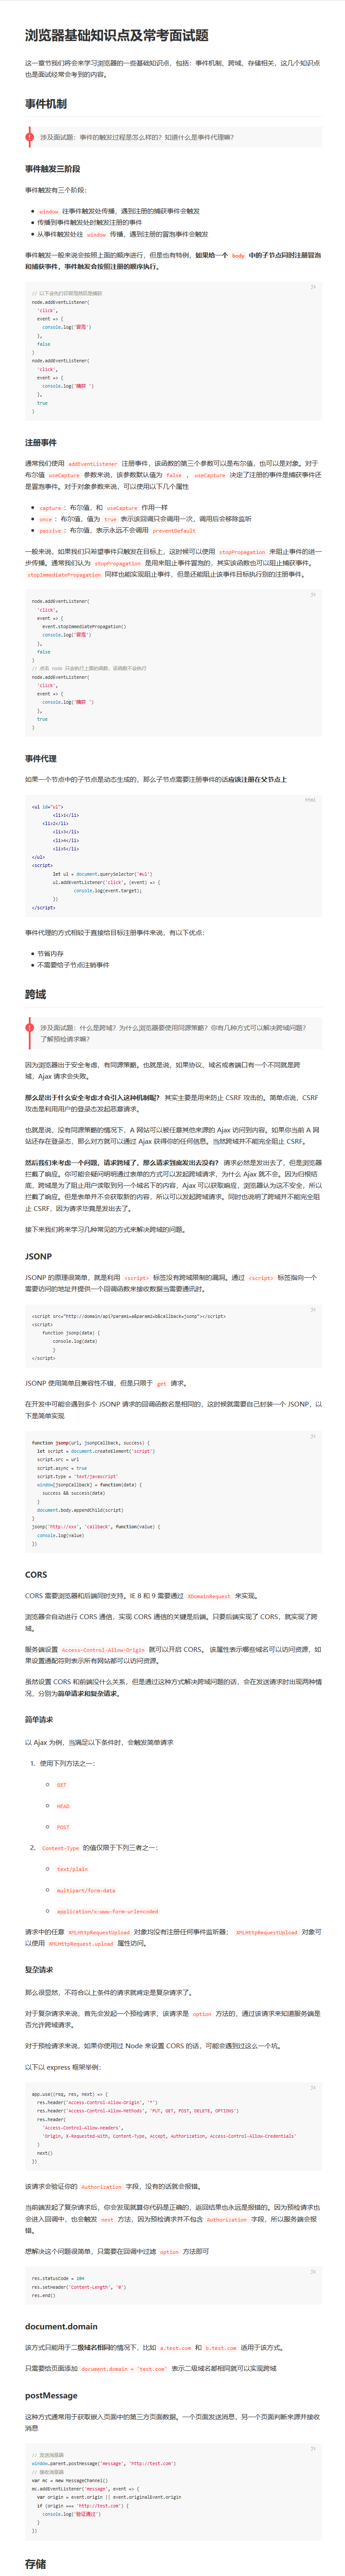 浏览器基础知识点及常考面试题
这一章节我们将会来学习浏览器的一些基础知识点，包括：事件机制、跨域、存储相关，这几个知识点
也是面试经常会考到的内容。
事件机制
涉及面试题：事件的触发过程是怎么样的？知道什么是事件代理嘛？
事件触发三阶段
事件触发有三个阶段：
window 往事件触发处传播，遇到注册的捕获事件会触发
传播到事件触发处时触发注册的事件
从事件触发处往 window 传播，遇到注册的冒泡事件会触发
事件触发一般来说会按照上面的顺序进行，但是也有特例，如果给一个 body 中的子节点同时注册冒泡
和捕获事件，事件触发会按照注册的顺序执行。
js
// 以下会先打印冒泡然后是捕获
node.addEventListener(
'click',
event => {
console.log('冒泡')
},
false
)
node.addEventListener(
'click',
event => {
console.log('捕获 ')
},
true
)
注册事件
通常我们使用 addEventListener 注册事件，该函数的第三个参数可以是布尔值，也可以是对象。对于
布尔值 useCapture 参数来说，该参数默认值为 false ， useCapture 决定了注册的事件是捕获事件还
是冒泡事件。对于对象参数来说，可以使用以下几个属性
capture ：布尔值，和 useCapture 作用一样
once ：布尔值，值为 true 表示该回调只会调用一次，调用后会移除监听
passive ：布尔值，表示永远不会调用 preventDefault
一般来说，如果我们只希望事件只触发在目标上，这时候可以使用 stopPropagation 来阻止事件的进一
步传播。通常我们认为 stopPropagation 是用来阻止事件冒泡的，其实该函数也可以阻止捕获事件。
stopImmediatePropagation 同样也能实现阻止事件，但是还能阻止该事件目标执行别的注册事件。
js
node.addEventListener(
'click',
event => {
event.stopImmediatePropagation()
console.log('冒泡')
},
false
)
// 点击 node 只会执行上面的函数，该函数不会执行
node.addEventListener(
'click',
event => {
console.log('捕获 ')
},
true
)
事件代理
如果一个节点中的子节点是动态生成的，那么子节点需要注册事件的话应该注册在父节点上
html
<ul id="ul">
<li>1</li>
<li>2</li>
<li>3</li>
<li>4</li>
<li>5</li>
</ul>
<script>
let ul = document.querySelector('#ul')
ul.addEventListener('click', (event) => {
console.log(event.target);
})
</script>
事件代理的方式相较于直接给目标注册事件来说，有以下优点：
节省内存
不需要给子节点注销事件
跨域
涉及面试题：什么是跨域？为什么浏览器要使用同源策略？你有几种方式可以解决跨域问题？
了解预检请求嘛？
因为浏览器出于安全考虑，有同源策略。也就是说，如果协议、域名或者端口有一个不同就是跨
域，Ajax 请求会失败。
那么是出于什么安全考虑才会引入这种机制呢？ 其实主要是用来防止 CSRF 攻击的。简单点说，CSRF
攻击是利用用户的登录态发起恶意请求。
也就是说，没有同源策略的情况下，A 网站可以被任意其他来源的 Ajax 访问到内容。如果你当前 A 网
站还存在登录态，那么对方就可以通过 Ajax 获得你的任何信息。当然跨域并不能完全阻止 CSRF。
然后我们来考虑一个问题，请求跨域了，那么请求到底发出去没有？ 请求必然是发出去了，但是浏览器
拦截了响应。你可能会疑问明明通过表单的方式可以发起跨域请求，为什么 Ajax 就不会。因为归根结
底，跨域是为了阻止用户读取到另一个域名下的内容，Ajax 可以获取响应，浏览器认为这不安全，所以
拦截了响应。但是表单并不会获取新的内容，所以可以发起跨域请求。同时也说明了跨域并不能完全阻
止 CSRF，因为请求毕竟是发出去了。
接下来我们将来学习几种常见的方式来解决跨域的问题。
JSONP
JSONP 的原理很简单，就是利用 <script> 标签没有跨域限制的漏洞。通过 <script> 标签指向一个
需要访问的地址并提供一个回调函数来接收数据当需要通讯时。
js
<script src="http://domain/api?param1=a&param2=b&callback=jsonp"></script>
<script>
function jsonp(data) {
console.log(data)
}
</script>
JSONP 使用简单且兼容性不错，但是只限于 get 请求。
在开发中可能会遇到多个 JSONP 请求的回调函数名是相同的，这时候就需要自己封装一个 JSONP，以
下是简单实现
js
function jsonp(url, jsonpCallback, success) {
let script = document.createElement('script')
script.src = url
script.async = true
script.type = 'text/javascript'
window[jsonpCallback] = function(data) {
success && success(data)
}
document.body.appendChild(script)
}
jsonp('http://xxx', 'callback', function(value) {
console.log(value)
})
CORS
CORS 需要浏览器和后端同时支持。IE 8 和 9 需要通过 XDomainRequest 来实现。
浏览器会自动进行 CORS 通信，实现 CORS 通信的关键是后端。只要后端实现了 CORS，就实现了跨
域。
服务端设置 Access-Control-Allow-Origin 就可以开启 CORS。 该属性表示哪些域名可以访问资源，如
果设置通配符则表示所有网站都可以访问资源。
虽然设置 CORS 和前端没什么关系，但是通过这种方式解决跨域问题的话，会在发送请求时出现两种情
况，分别为简单请求和复杂请求。
简单请求
以 Ajax 为例，当满足以下条件时，会触发简单请求
1. 使用下列方法之一：
GET
HEAD
POST
2. Content-Type 的值仅限于下列三者之一：
text/plain
multipart/form-data
application/x-www-form-urlencoded
请求中的任意 XMLHttpRequestUpload 对象均没有注册任何事件监听器； XMLHttpRequestUpload 对象可
以使用 XMLHttpRequest.upload 属性访问。
复杂请求
那么很显然，不符合以上条件的请求就肯定是复杂请求了。
对于复杂请求来说，首先会发起一个预检请求，该请求是 option 方法的，通过该请求来知道服务端是
否允许跨域请求。
对于预检请求来说，如果你使用过 Node 来设置 CORS 的话，可能会遇到过这么一个坑。
以下以 express 框架举例：
js
app.use((req, res, next) => {
res.header('Access-Control-Allow-Origin', '*')
res.header('Access-Control-Allow-Methods', 'PUT, GET, POST, DELETE, OPTIONS')
res.header(
'Access-Control-Allow-Headers',
'Origin, X-Requested-With, Content-Type, Accept, Authorization, Access-Control-Allow-Credentials'
)
next()
})
该请求会验证你的 Authorization 字段，没有的话就会报错。
当前端发起了复杂请求后，你会发现就算你代码是正确的，返回结果也永远是报错的。因为预检请求也
会进入回调中，也会触发 next 方法，因为预检请求并不包含 Authorization 字段，所以服务端会报
错。
想解决这个问题很简单，只需要在回调中过滤 option 方法即可
js
res.statusCode = 204
res.setHeader('Content-Length', '0')
res.end()
document.domain
该方式只能用于二级域名相同的情况下，比如 a.test.com 和 b.test.com 适用于该方式。
只需要给页面添加 document.domain = 'test.com' 表示二级域名都相同就可以实现跨域
postMessage
这种方式通常用于获取嵌入页面中的第三方页面数据。一个页面发送消息，另一个页面判断来源并接收
消息
js
// 发送消息端
window.parent.postMessage('message', 'http://test.com')
// 接收消息端
var mc = new MessageChannel()
mc.addEventListener('message', event => {
var origin = event.origin || event.originalEvent.origin
if (origin === 'http://test.com') {
console.log('验证通过')
}
})
存储